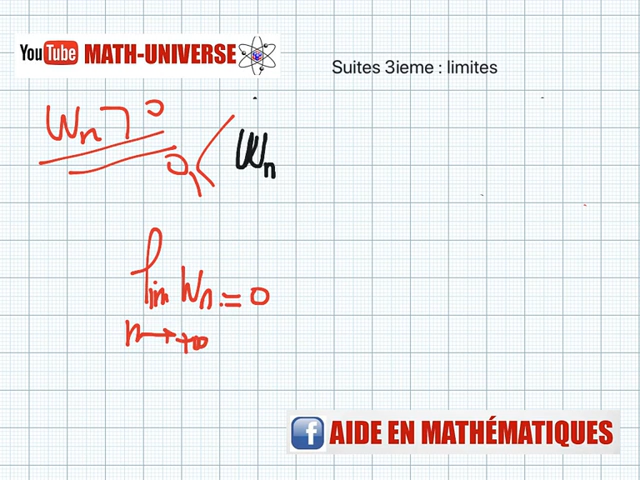 YouTube MATH-UNIVERSE
Suites 3ieme : limites
Wn > 0
0 < Wn
lim Wn = 0
n → +∞
f AIDE EN MATHÉMATIQUES